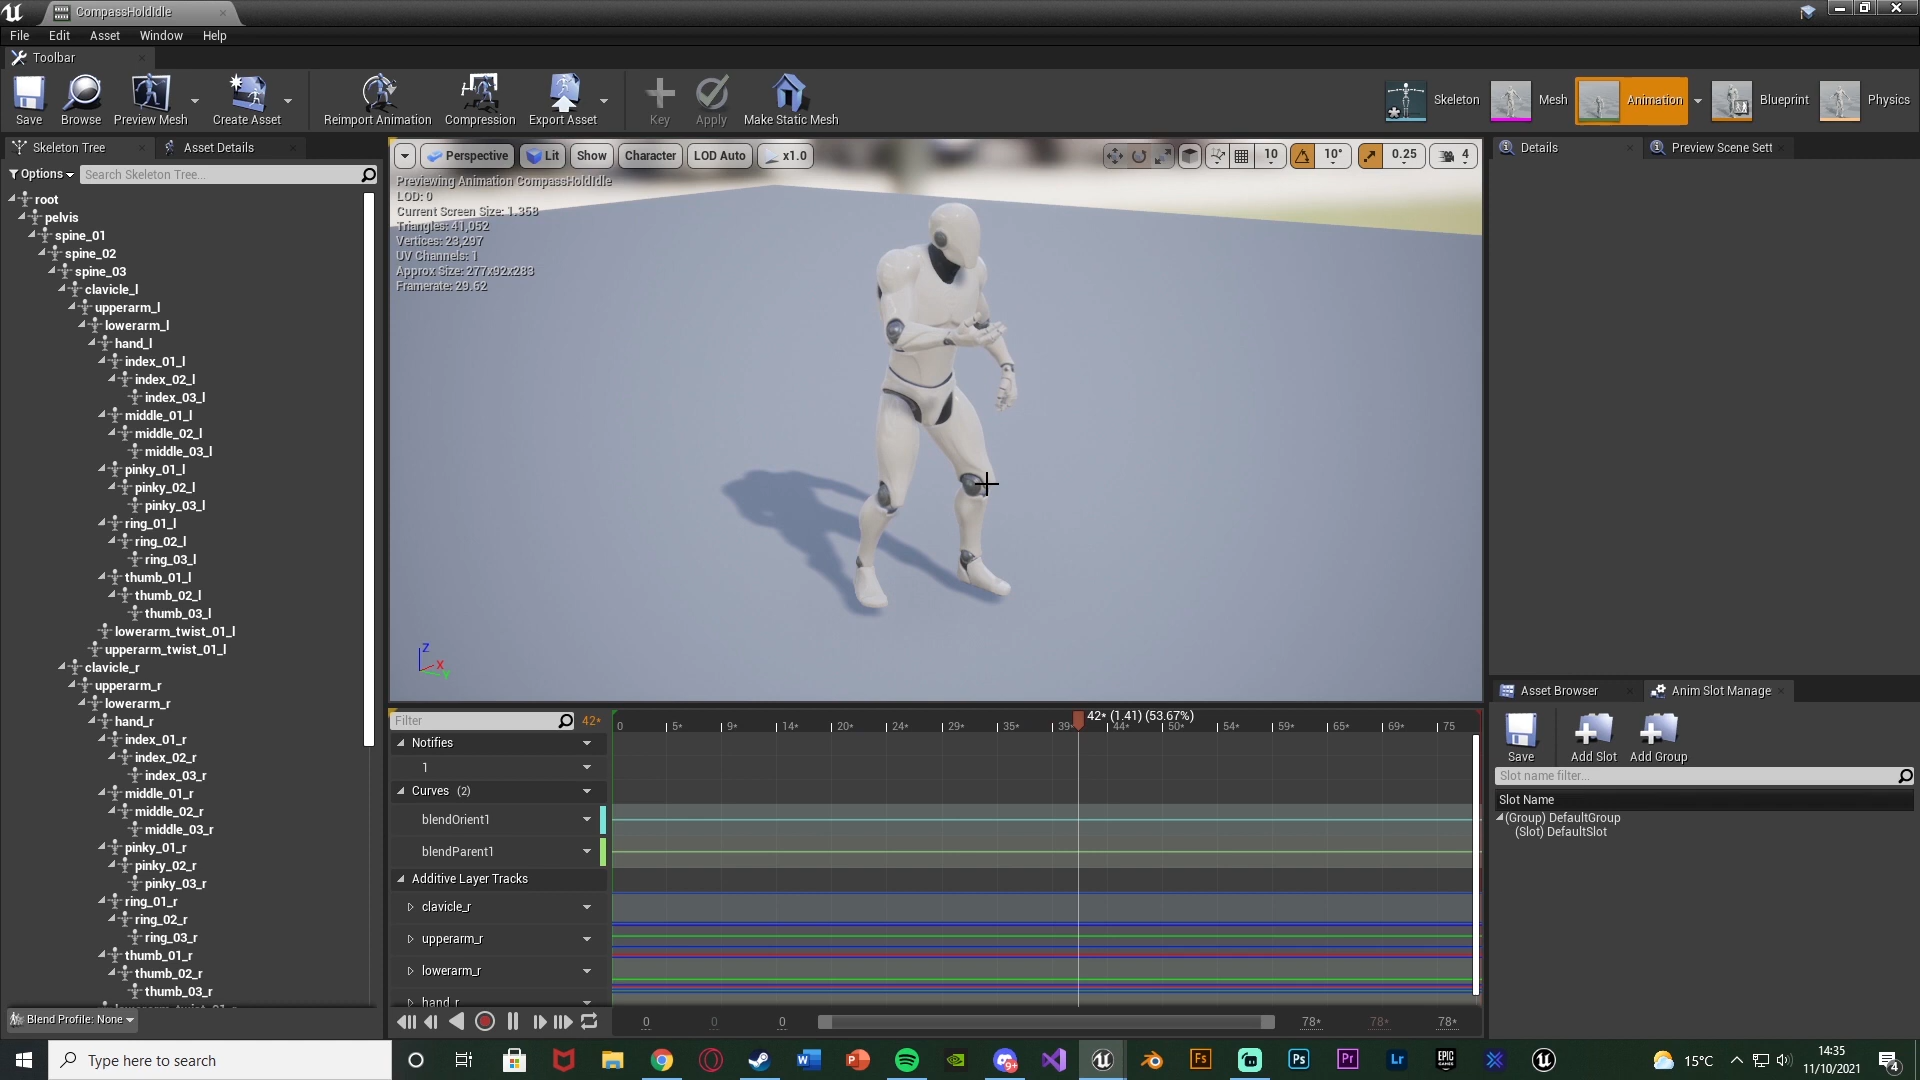 CompassHoldIdle
File Edit Asset Window Help
Toolbar
Save Browse Preview Mesh Create Asset Reimport Animation Compression Export Asset Key Apply Make Static Mesh Skeleton Mesh Animation Blueprint Physics
Skeleton Tree Asset Details
Options Search Skeleton Tree...
root
pelvis
spine_01
spine_02
spine_03
clavicle_l
upperarm_l
lowerarm_l
hand_l
index_01_l
index_02_l
index_03_l
middle_01_l
middle_02_l
middle_03_l
pinky_01_l
pinky_02_l
pinky_03_l
ring_01_l
ring_02_l
ring_03_l
thumb_01_l
thumb_02_l
thumb_03_l
lowerarm_twist_01_l
upperarm_twist_01_l
clavicle_r
upperarm_r
lowerarm_r
hand_r
index_01_r
index_02_r
index_03_r
middle_01_r
middle_02_r
middle_03_r
pinky_01_r
pinky_02_r
pinky_03_r
ring_01_r
ring_02_r
ring_03_r
thumb_01_r
thumb_02_r
thumb_03_r
Blend Profile: None
Perspective Lit Show Character LOD Auto x1.0 10 10° 0.25 4
Previewing Animation CompassHoldIdle
LOD: 0
Current Screen Size: 1.358
Triangles: 41,052
Vertices: 23,297
UV Channels: 1
Approx Size: 277x92x283
Framerate: 29.62
Z
X
Y
Filter 42*
42* (1.41) (53.67%)
0 5* 9* 14* 20* 24* 29* 35* 39* 44* 50* 54* 59* 65* 69* 75
Notifies
1
Curves (2)
blendOrient1
blendParent1
Additive Layer Tracks
clavicle_r
upperarm_r
lowerarm_r
hand_r
0 0 0 78* 78* 78*
Details Preview Scene Sett
Asset Browser Anim Slot Manage
Save Add Slot Add Group
Slot name filter...
Slot Name
(Group) DefaultGroup
(Slot) DefaultSlot
Type here to search
9+
Fs
Ps
Pr
Lr
EPIC GAMES
15°C
14:35
11/10/2021
4